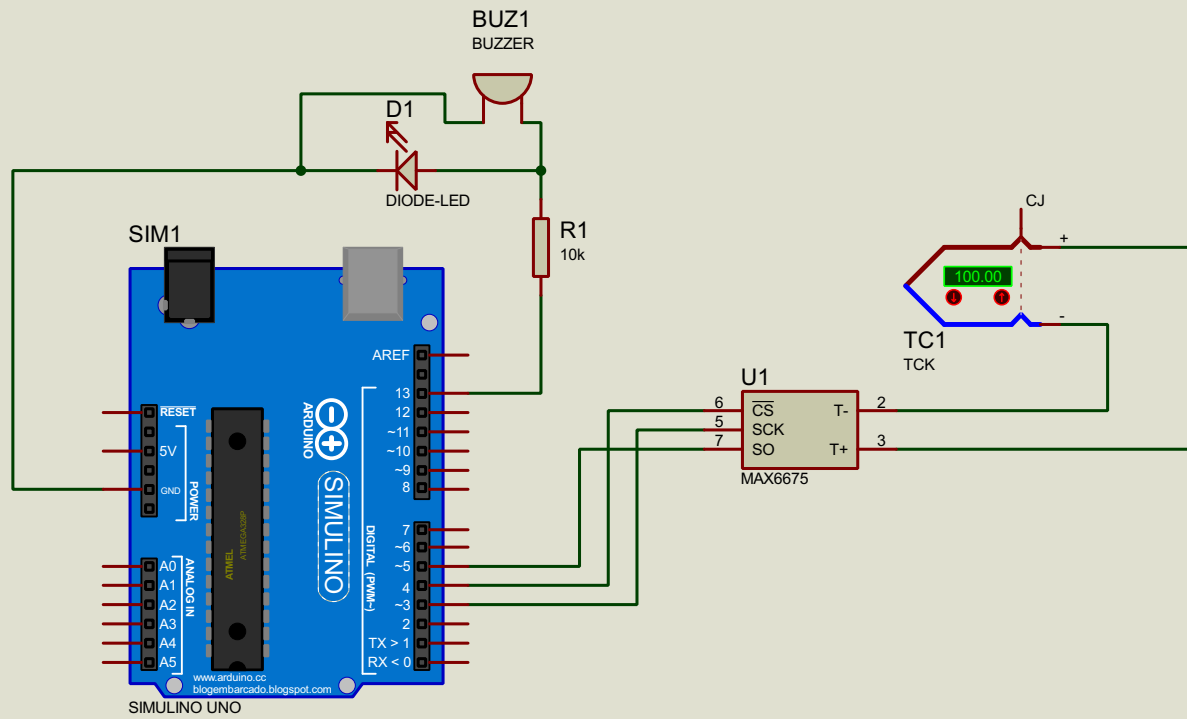 BUZ1
BUZZER
D1
DIODE-LED
R1
10k
SIM1
CJ
+
100.00
-
TC1
TCK
AREF
13
12
~11
~10
~9
8
RESET
5V
GND
POWER
ARDUINO
SIMULINO
ATMEL
ATMEGA328P
DIGITAL (PWM~)
7
~6
~5
4
~3
2
TX > 1
RX < 0
ANALOG IN
A0
A1
A2
A3
A4
A5
www.arduino.cc
blogembarcado.blogspot.com
SIMULINO UNO
U1
6 CS T- 2
5 SCK
7 SO T+ 3
MAX6675